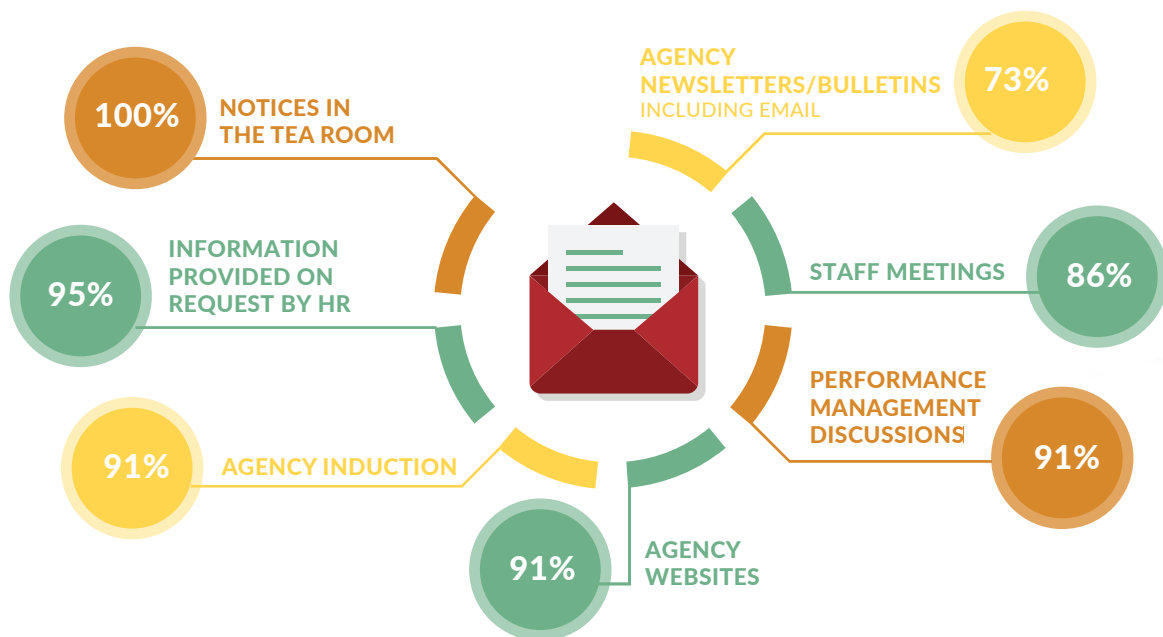 100%
NOTICES IN
THE TEA ROOM
AGENCY
NEWSLETTERS/BULLETINS
INCLUDING EMAIL
73%
95%
INFORMATION
PROVIDED ON
REQUEST BY HR
STAFF MEETINGS
86%
PERFORMANCE
MANAGEMENT
DISCUSSIONS
91%
91%
AGENCY INDUCTION
91%
AGENCY
WEBSITES